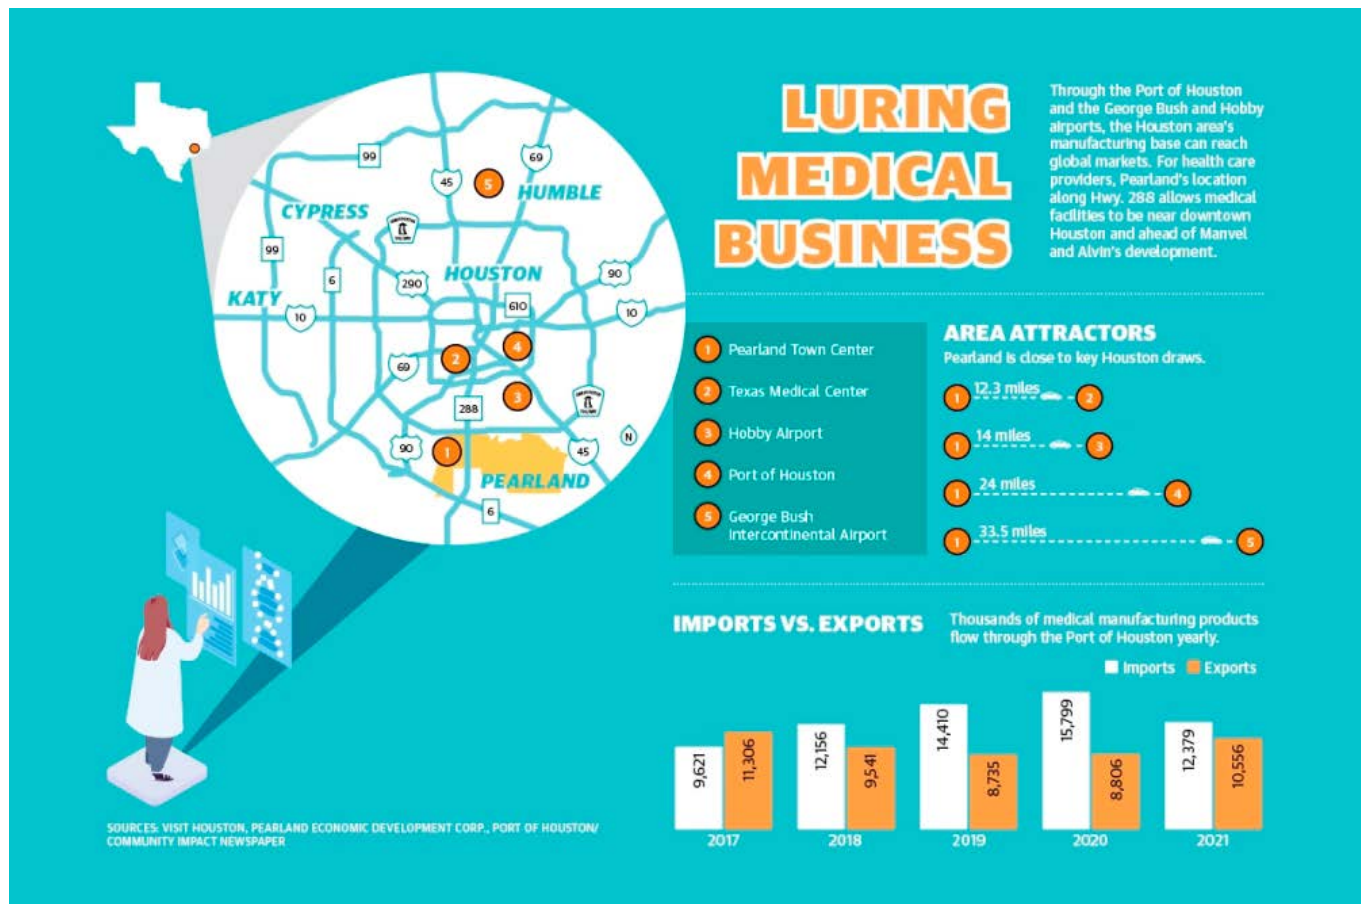 LURING
MEDICAL
BUSINESS
Through the Port of Houston
and the George Bush and Hobby
airports, the Houston area's
manufacturing base can reach
global markets. For health care
providers, Pearland's location
along Hwy. 288 allows medical
facilities to be near downtown
Houston and ahead of Manvel
and Alvin's development.
99
69
45
5
HUMBLE
CYPRESS
99
6
290
HOUSTON
90
KATY
10
610
10
4
2
69
3
288
90
1
45
N
PEARLAND
6
1 Pearland Town Center
2 Texas Medical Center
3 Hobby Airport
4 Port of Houston
5 George Bush
Intercontinental Airport
AREA ATTRACTORS
Pearland is close to key Houston draws.
1 12.3 miles 2
1 14 miles 3
1 24 miles 4
1 33.5 miles 5
IMPORTS VS. EXPORTS
Thousands of medical manufacturing products
flow through the Port of Houston yearly.
Imports Exports
9,621
11,306
12,156
9,541
14,410
8,735
15,799
8,806
12,379
10,556
2017
2018
2019
2020
2021
SOURCES: VISIT HOUSTON, PEARLAND ECONOMIC DEVELOPMENT CORP., PORT OF HOUSTON/
COMMUNITY IMPACT NEWSPAPER